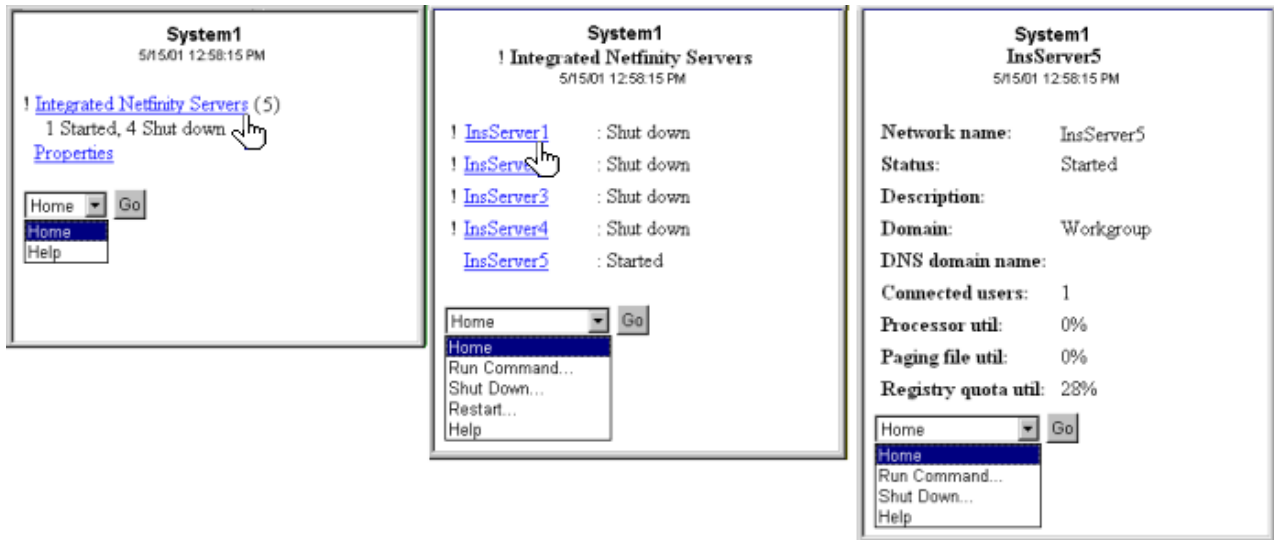 System1
5/15/01 12:58:15 PM
! Integrated Netfinity Servers (5)
1 Started, 4 Shut down
Properties
Home Go
Home
Help
System1
! Integrated Netfinity Servers
5/15/01 12:58:15 PM
! InsServer1 : Shut down
! InsServe : Shut down
! InsServer3 : Shut down
! InsServer4 : Shut down
InsServer5 : Started
Home Go
Home
Run Command...
Shut Down...
Restart...
Help
System1
InsServer5
5/15/01 12:58:15 PM
Network name: InsServer5
Status: Started
Description:
Domain: Workgroup
DNS domain name:
Connected users: 1
Processor util: 0%
Paging file util: 0%
Registry quota util: 28%
Home Go
Home
Run Command...
Shut Down...
Help